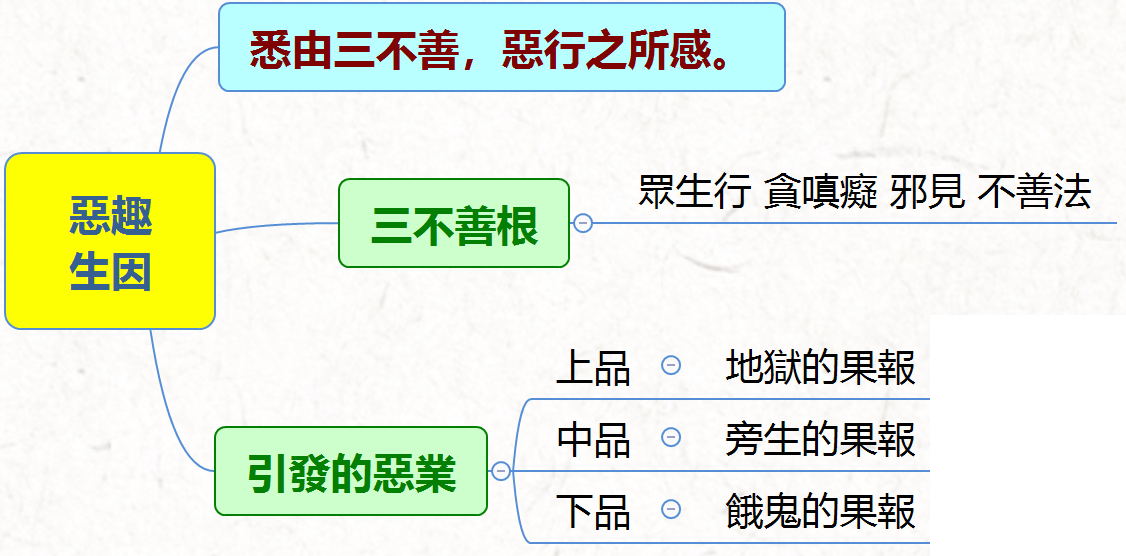 悉由三不善，惡行之所感。
惡趣
生因
三不善根
眾生行 貪嗔癡 邪見 不善法
引發的惡業
上品 地獄的果報
中品 旁生的果報
下品 餓鬼的果報